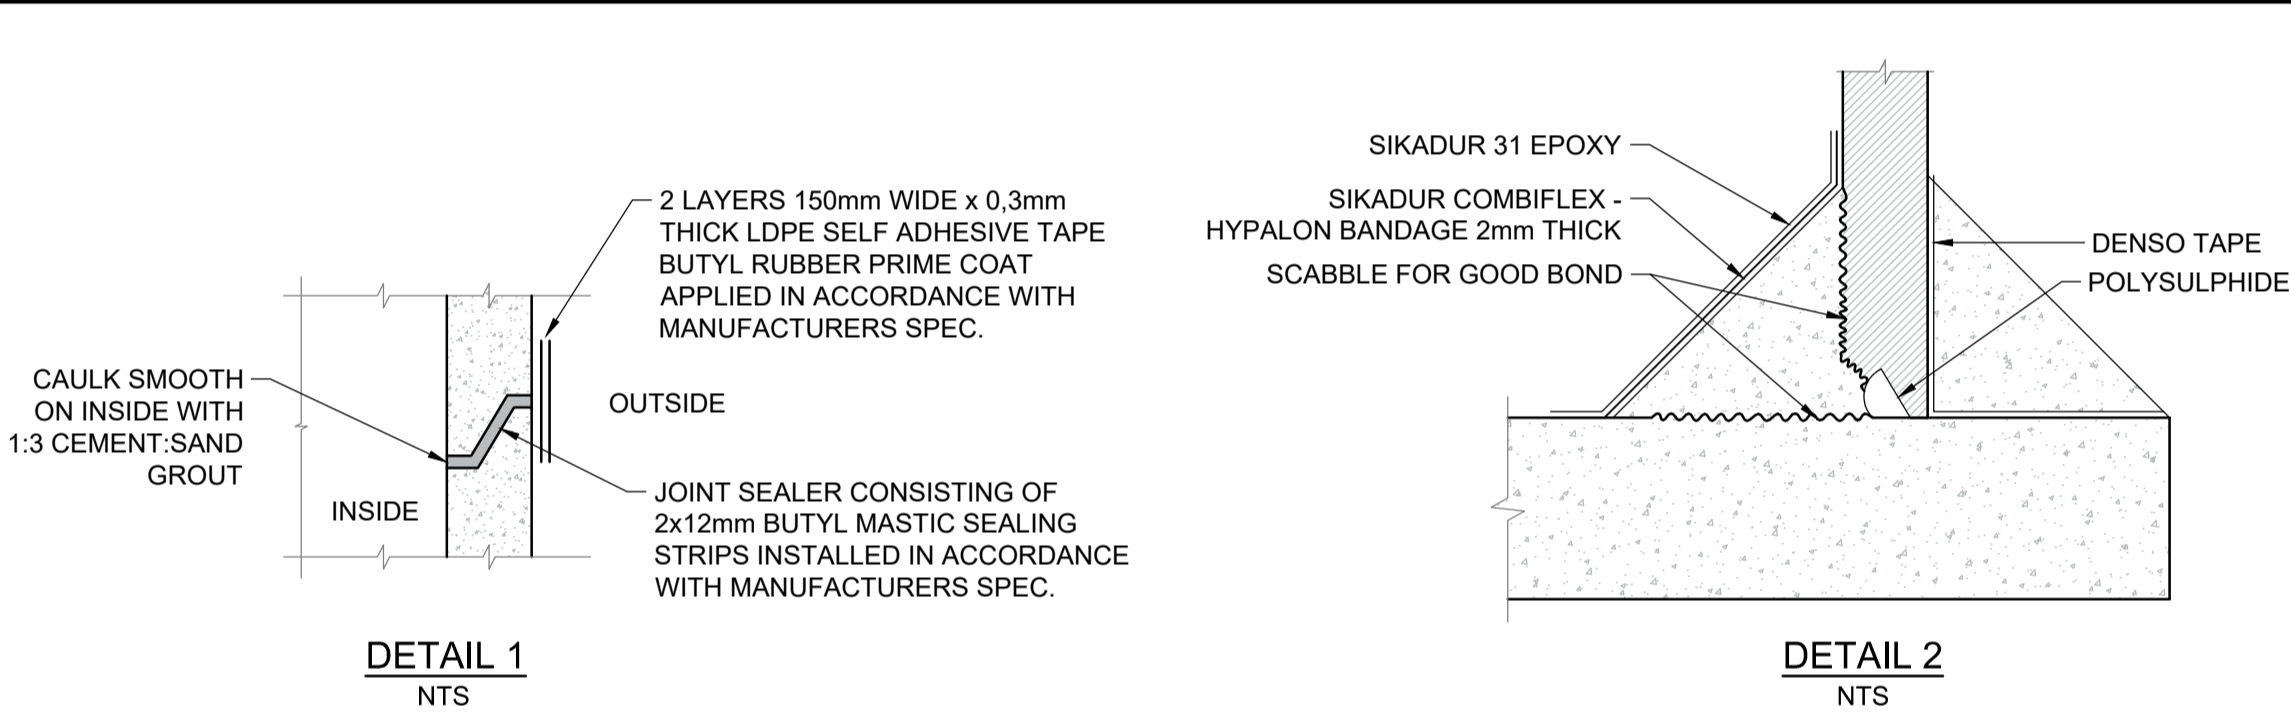 2 LAYERS 150mm WIDE x 0,3mm
THICK LDPE SELF ADHESIVE TAPE
BUTYL RUBBER PRIME COAT
APPLIED IN ACCORDANCE WITH
MANUFACTURERS SPEC.
CAULK SMOOTH
ON INSIDE WITH
1:3 CEMENT:SAND
GROUT
OUTSIDE
INSIDE
JOINT SEALER CONSISTING OF
2x12mm BUTYL MASTIC SEALING
STRIPS INSTALLED IN ACCORDANCE
WITH MANUFACTURERS SPEC.
DETAIL 1
NTS
SIKADUR 31 EPOXY
SIKADUR COMBIFLEX -
HYPALON BANDAGE 2mm THICK
SCABBLE FOR GOOD BOND
DENSO TAPE
POLYSULPHIDE
DETAIL 2
NTS